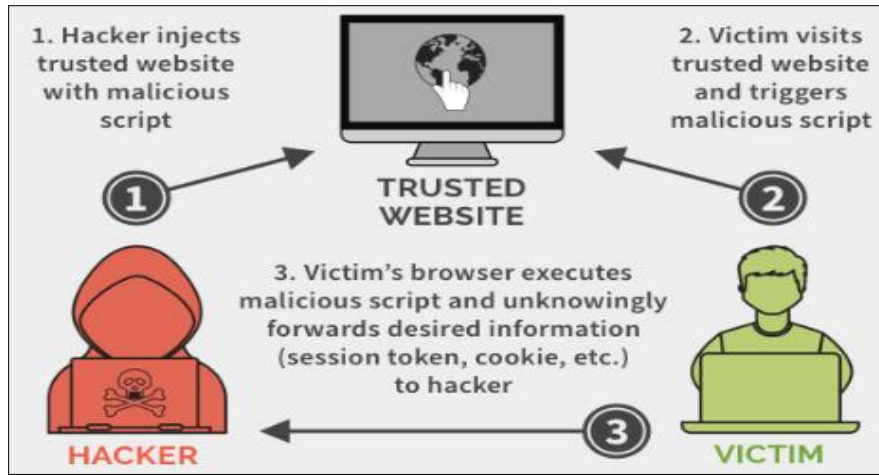 1. Hacker injects
trusted website
with malicious
script
2. Victim visits
trusted website
and triggers
malicious script
TRUSTED
WEBSITE
1
2
3. Victim's browser executes
malicious script and unknowingly
forwards desired information
(session token, cookie, etc.)
to hacker
3
HACKER
VICTIM